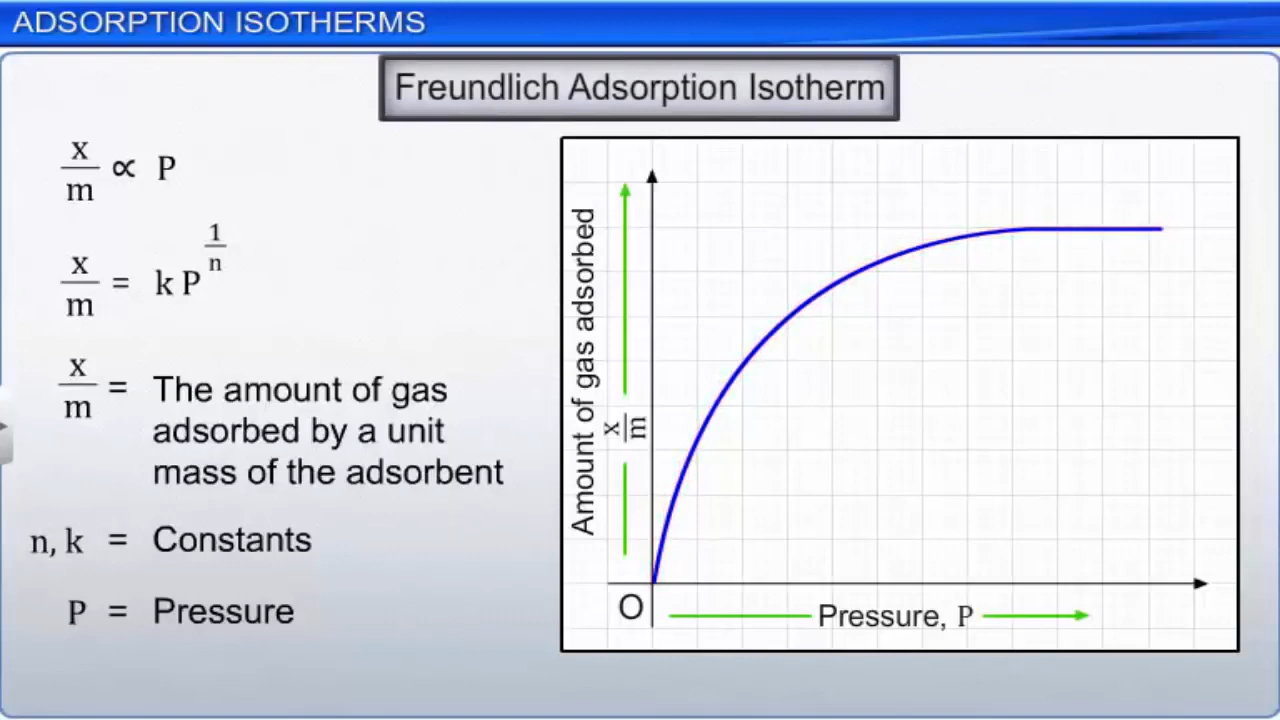 ADSORPTION ISOTHERMS
Freundlich Adsorption Isotherm
x/m ∝ P
x/m = k P^(1/n)
x/m = The amount of gas
adsorbed by a unit
mass of the adsorbent
n, k = Constants
P = Pressure
Amount of gas adsorbed
x/m
O
Pressure, P